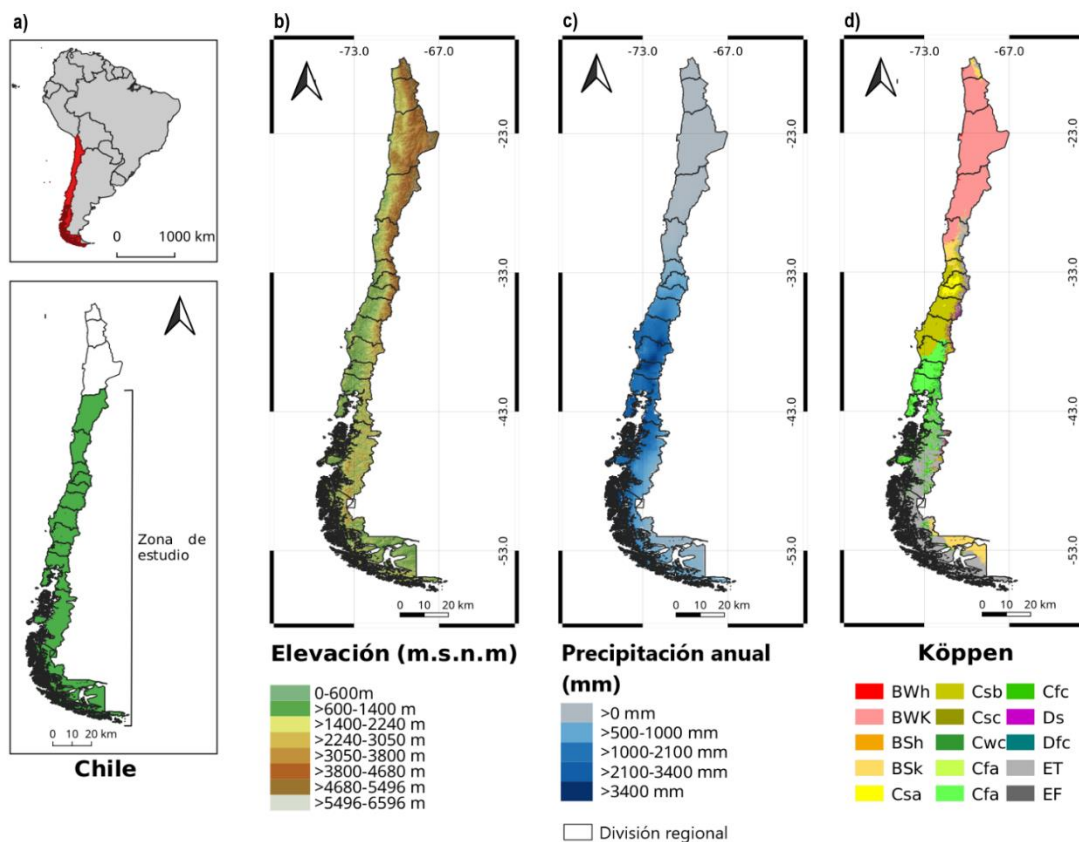 a)
0 1000 km
Zona de
estudio
0 10 20 km
Chile
b)
-73.0 -67.0
-23.0
-33.0
-43.0
-53.0
0 10 20 km
Elevación (m.s.n.m)
0-600m
>600-1400 m
>1400-2240 m
>2240-3050 m
>3050-3800 m
>3800-4680 m
>4680-5496 m
>5496-6596 m
c)
-73.0 -67.0
-23.0
-33.0
-43.0
-53.0
0 10 20 km
Precipitación anual
(mm)
>0 mm
>500-1000 mm
>1000-2100 mm
>2100-3400 mm
>3400 mm
División regional
d)
-73.0 -67.0
-23.0
-33.0
-43.0
-53.0
0 10 20 km
Köppen
BWh Csb Cfc
BWK Csc Ds
BSh Cwc Dfc
BSk Cfa ET
Csa Cfa EF